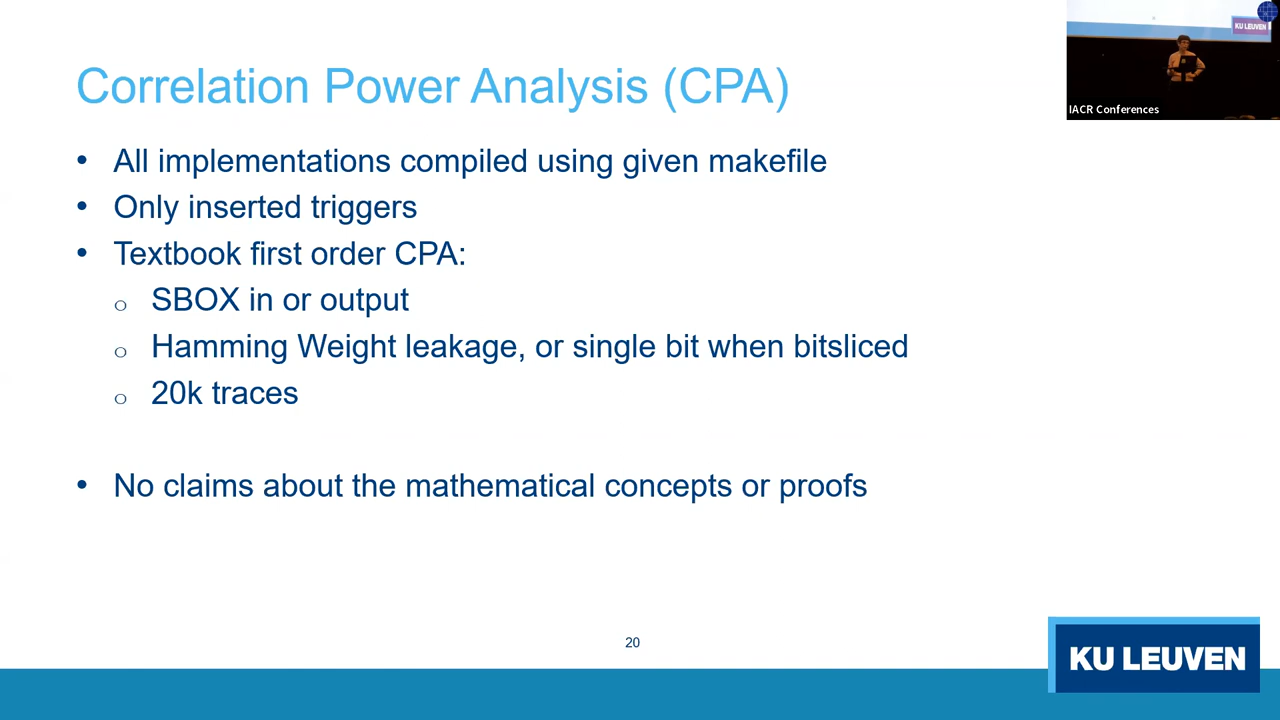 Correlation Power Analysis (CPA)
• All implementations compiled using given makefile
• Only inserted triggers
• Textbook first order CPA:
o SBOX in or output
o Hamming Weight leakage, or single bit when bitsliced
o 20k traces
• No claims about the mathematical concepts or proofs
20
KU LEUVEN
KU LEUVEN
IACR Conferences